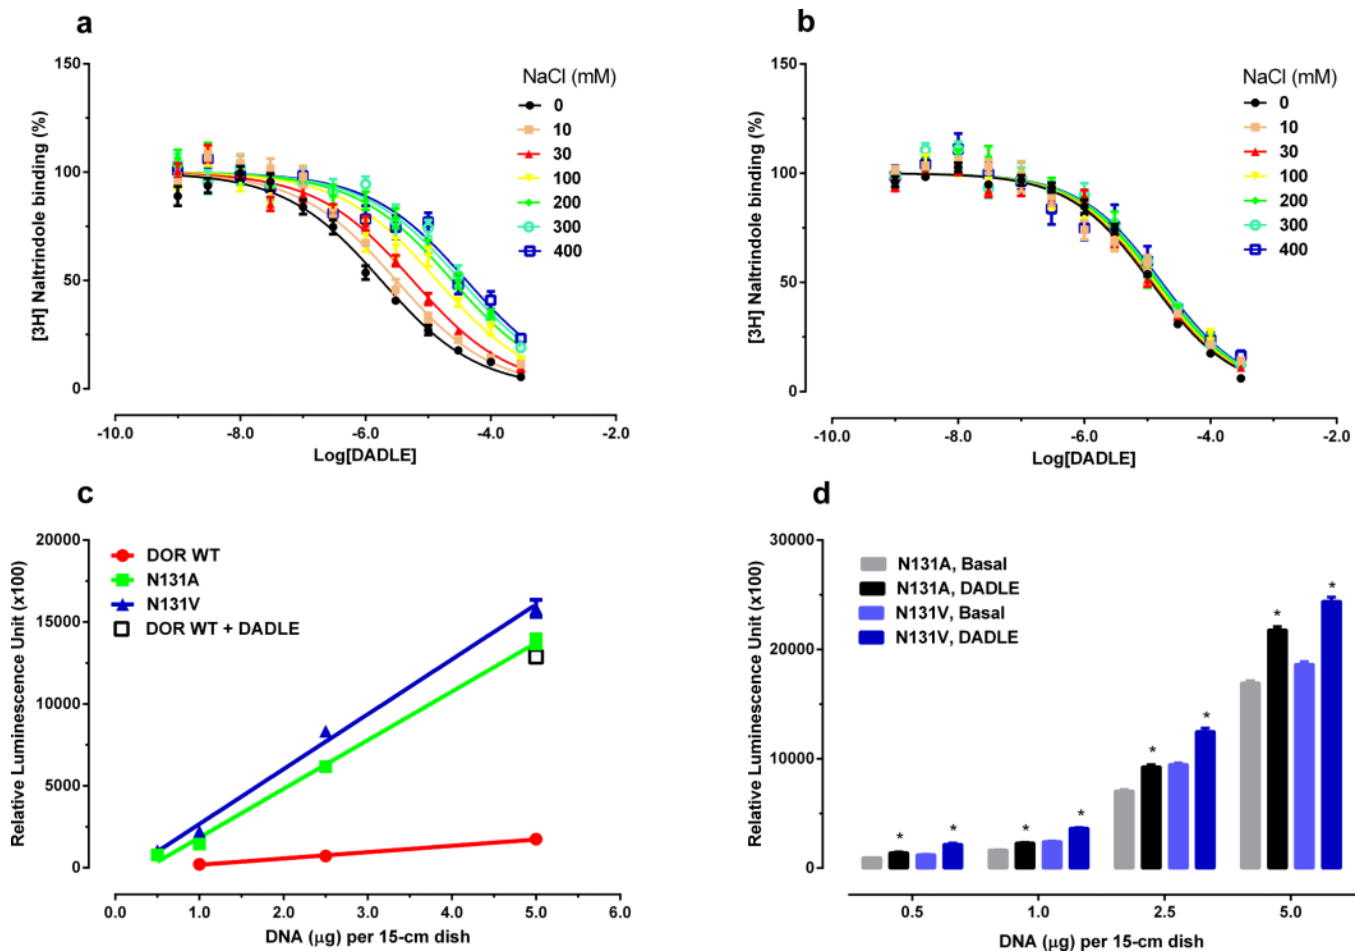 a
150
100
50
0
[3H] Naltrindole binding (%)
NaCl (mM)
0
10
30
100
200
300
400
-10.0 -8.0 -6.0 -4.0 -2.0
Log[DADLE]
b
150
100
50
0
[3H] Naltrindole binding (%)
NaCl (mM)
0
10
30
100
200
300
400
-10.0 -8.0 -6.0 -4.0 -2.0
Log[DADLE]
c
20000
15000
10000
5000
0
Relative Luminescence Unit (x100)
DOR WT
N131A
N131V
DOR WT + DADLE
0.0 1.0 2.0 3.0 4.0 5.0 6.0
DNA (μg) per 15-cm dish
d
30000
20000
10000
0
Relative Luminescence Unit (x100)
N131A, Basal
N131A, DADLE
N131V, Basal
N131V, DADLE
* * * * * * * *
0.5 1.0 2.5 5.0
DNA (μg) per 15-cm dish